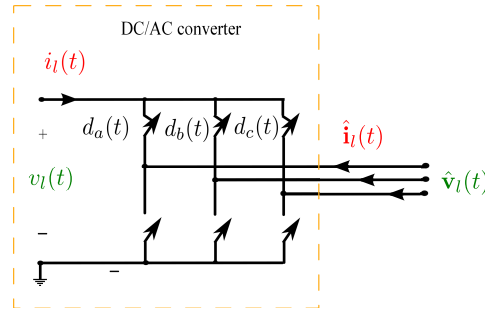 DC/AC converter
i_l(t)
d_a(t) d_b(t) d_c(t)
î_l(t)
+
v_l(t)
v̂_l(t)
−
−